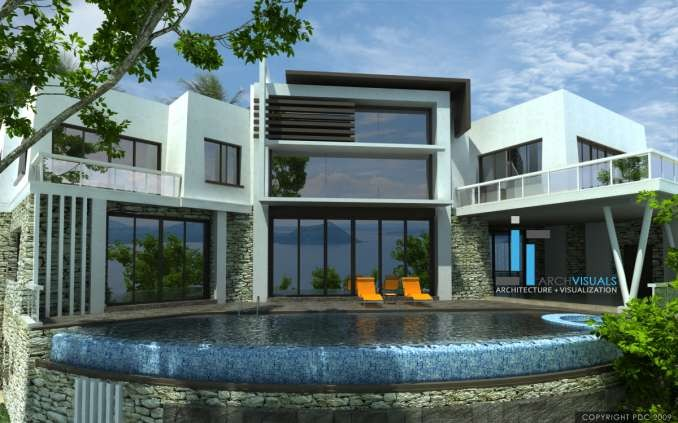 ARCHVISUALS
ARCHITECTURE + VISUALIZATION
COPYRIGHT PDC 2009